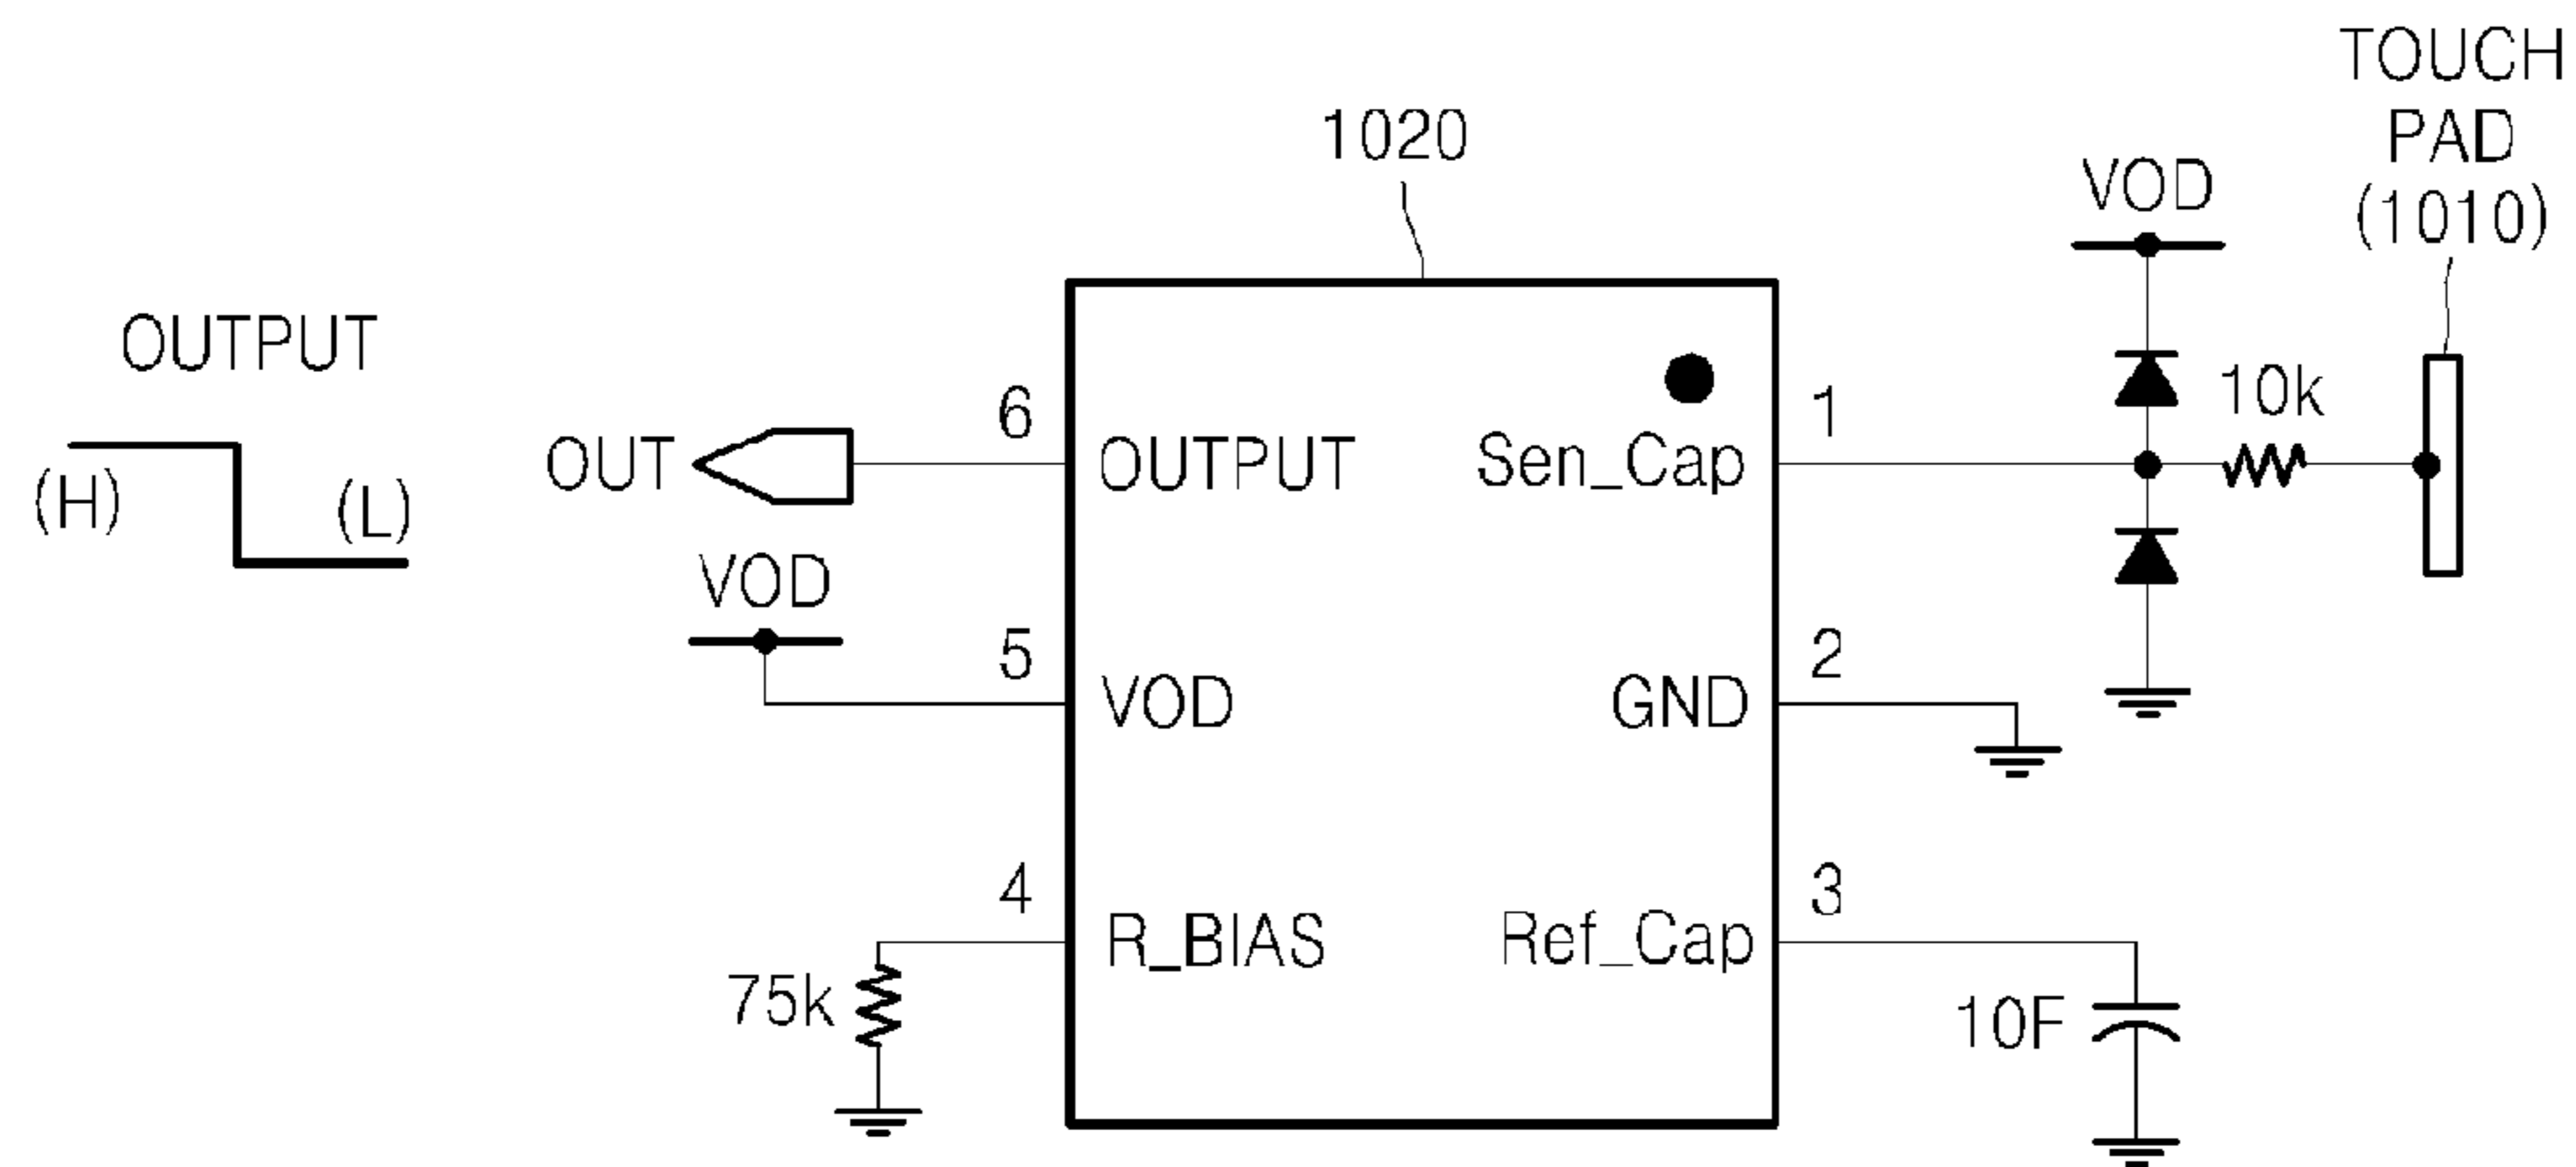 TOUCH
PAD
(1010)
1020
VOD
OUTPUT
(H)
(L)
OUT
6
OUTPUT
Sen_Cap
1
10k
VOD
5
VOD
GND
2
4
R_BIAS
Ref_Cap
3
75k
10F